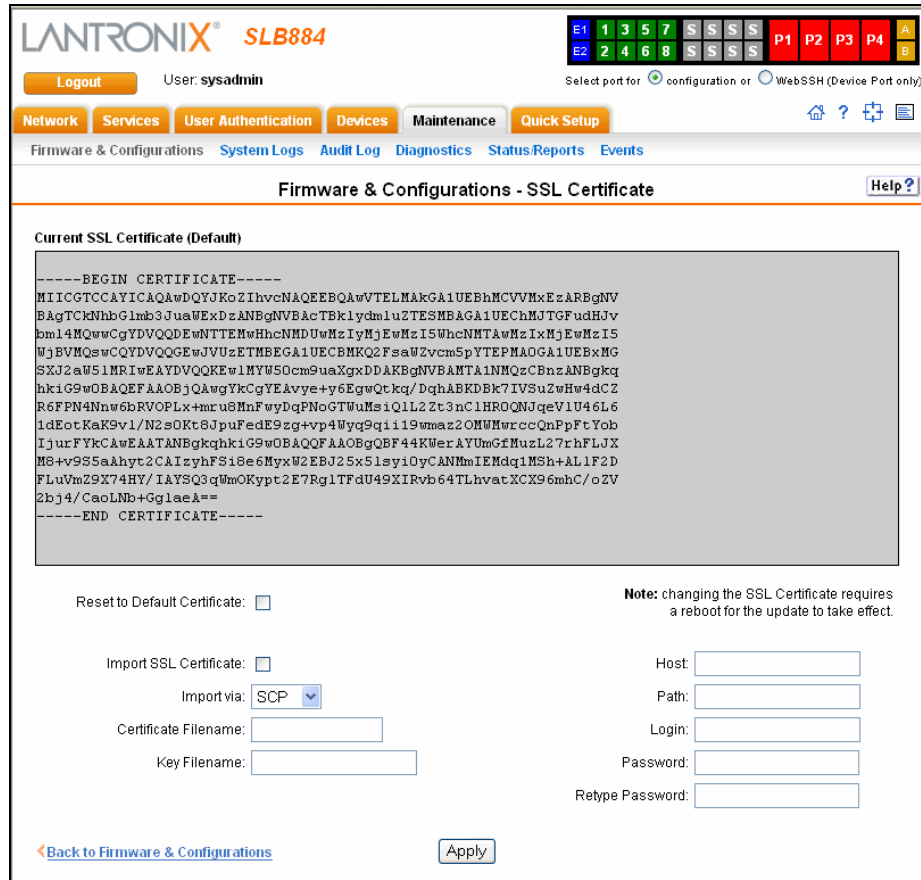 LANTRONIX® SLB884
E1 1 3 5 7 S S S S P1 P2 P3 P4 A
E2 2 4 6 8 S S S S B
Logout User: sysadmin
Select port for configuration or WebSSH (Device Port only)
Network Services User Authentication Devices Maintenance Quick Setup
?
Firmware & Configurations System Logs Audit Log Diagnostics Status/Reports Events
Firmware & Configurations - SSL Certificate
Help?
Current SSL Certificate (Default)
-----BEGIN CERTIFICATE-----
MIICGTCCAYICAQAwDQYJKoZIhvcNAQEEBQAwVTELMAkGA1UEBhMCVVMxEzARBgNV
BAgTCkNhbGlmb3JuaWExDzANBgNVBAcTBklydmluZTESMBAGA1UEChMJTGFudHJv
bml4MQwwCgYDVQQDEwNTTEMwHhcNMDUwMzIyMjEwMzI5WhcNMTAwMzIxMjEwMzI5
WjBVMQswCQYDVQQGEwJVUzETMBEGA1UECBMKQ2FsaWZvcm5pYTEPMA0GA1UEBxMG
SXJ2aW5lMRIwEAYDVQQKEwlMYW50cm9uaXgxDDAKBgNVBAMTA1NMQzCBnzANBgkq
hkiG9w0BAQEFAAOBjQAwgYkCgYEAvye+y6EgwQtkq/DqhABKDBk7IVSuZwHw4dCZ
R6FPN4Nnw6bRVOPLx+mru8MnFwyDqPNoGTWuMsiQlL2Zt3nClHROQNJqeVlU46L6
1dEotKaK9vl/N2s0Kt8JpuFedE9zg+vp4Wyq9qii19wmaz2OMWMwrccQnPpFtYob
IjurFYkCAwEAATANBgkqhkiG9w0BAQQFAAOBgQBF44KWerAYUmGfMuzL27rhFLJX
M8+v9S5aAhyt2CAIzyhFSi8e6MyxW2EBJ25x5lsyi0yCANMmIEMdq1MSh+AL1F2D
FLuVmZ9X74HY/IAYSQ3qWmOKypt2E7RglTFdU49XIRvb64TLhvatXCX96mhC/oZV
2bj4/CaoLNb+GglaeA==
-----END CERTIFICATE-----
Reset to Default Certificate:
Note: changing the SSL Certificate requires
a reboot for the update to take effect.
Import SSL Certificate: Host:
Import via: SCP Path:
Certificate Filename: Login:
Key Filename: Password:
Retype Password:
Back to Firmware & Configurations Apply